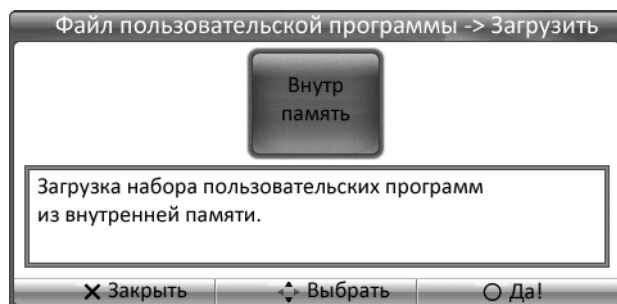 Файл пользовательской программы -> Загрузить
Внутр
память
Загрузка набора пользовательских программ
из внутренней памяти.
Закрыть Выбрать Да!